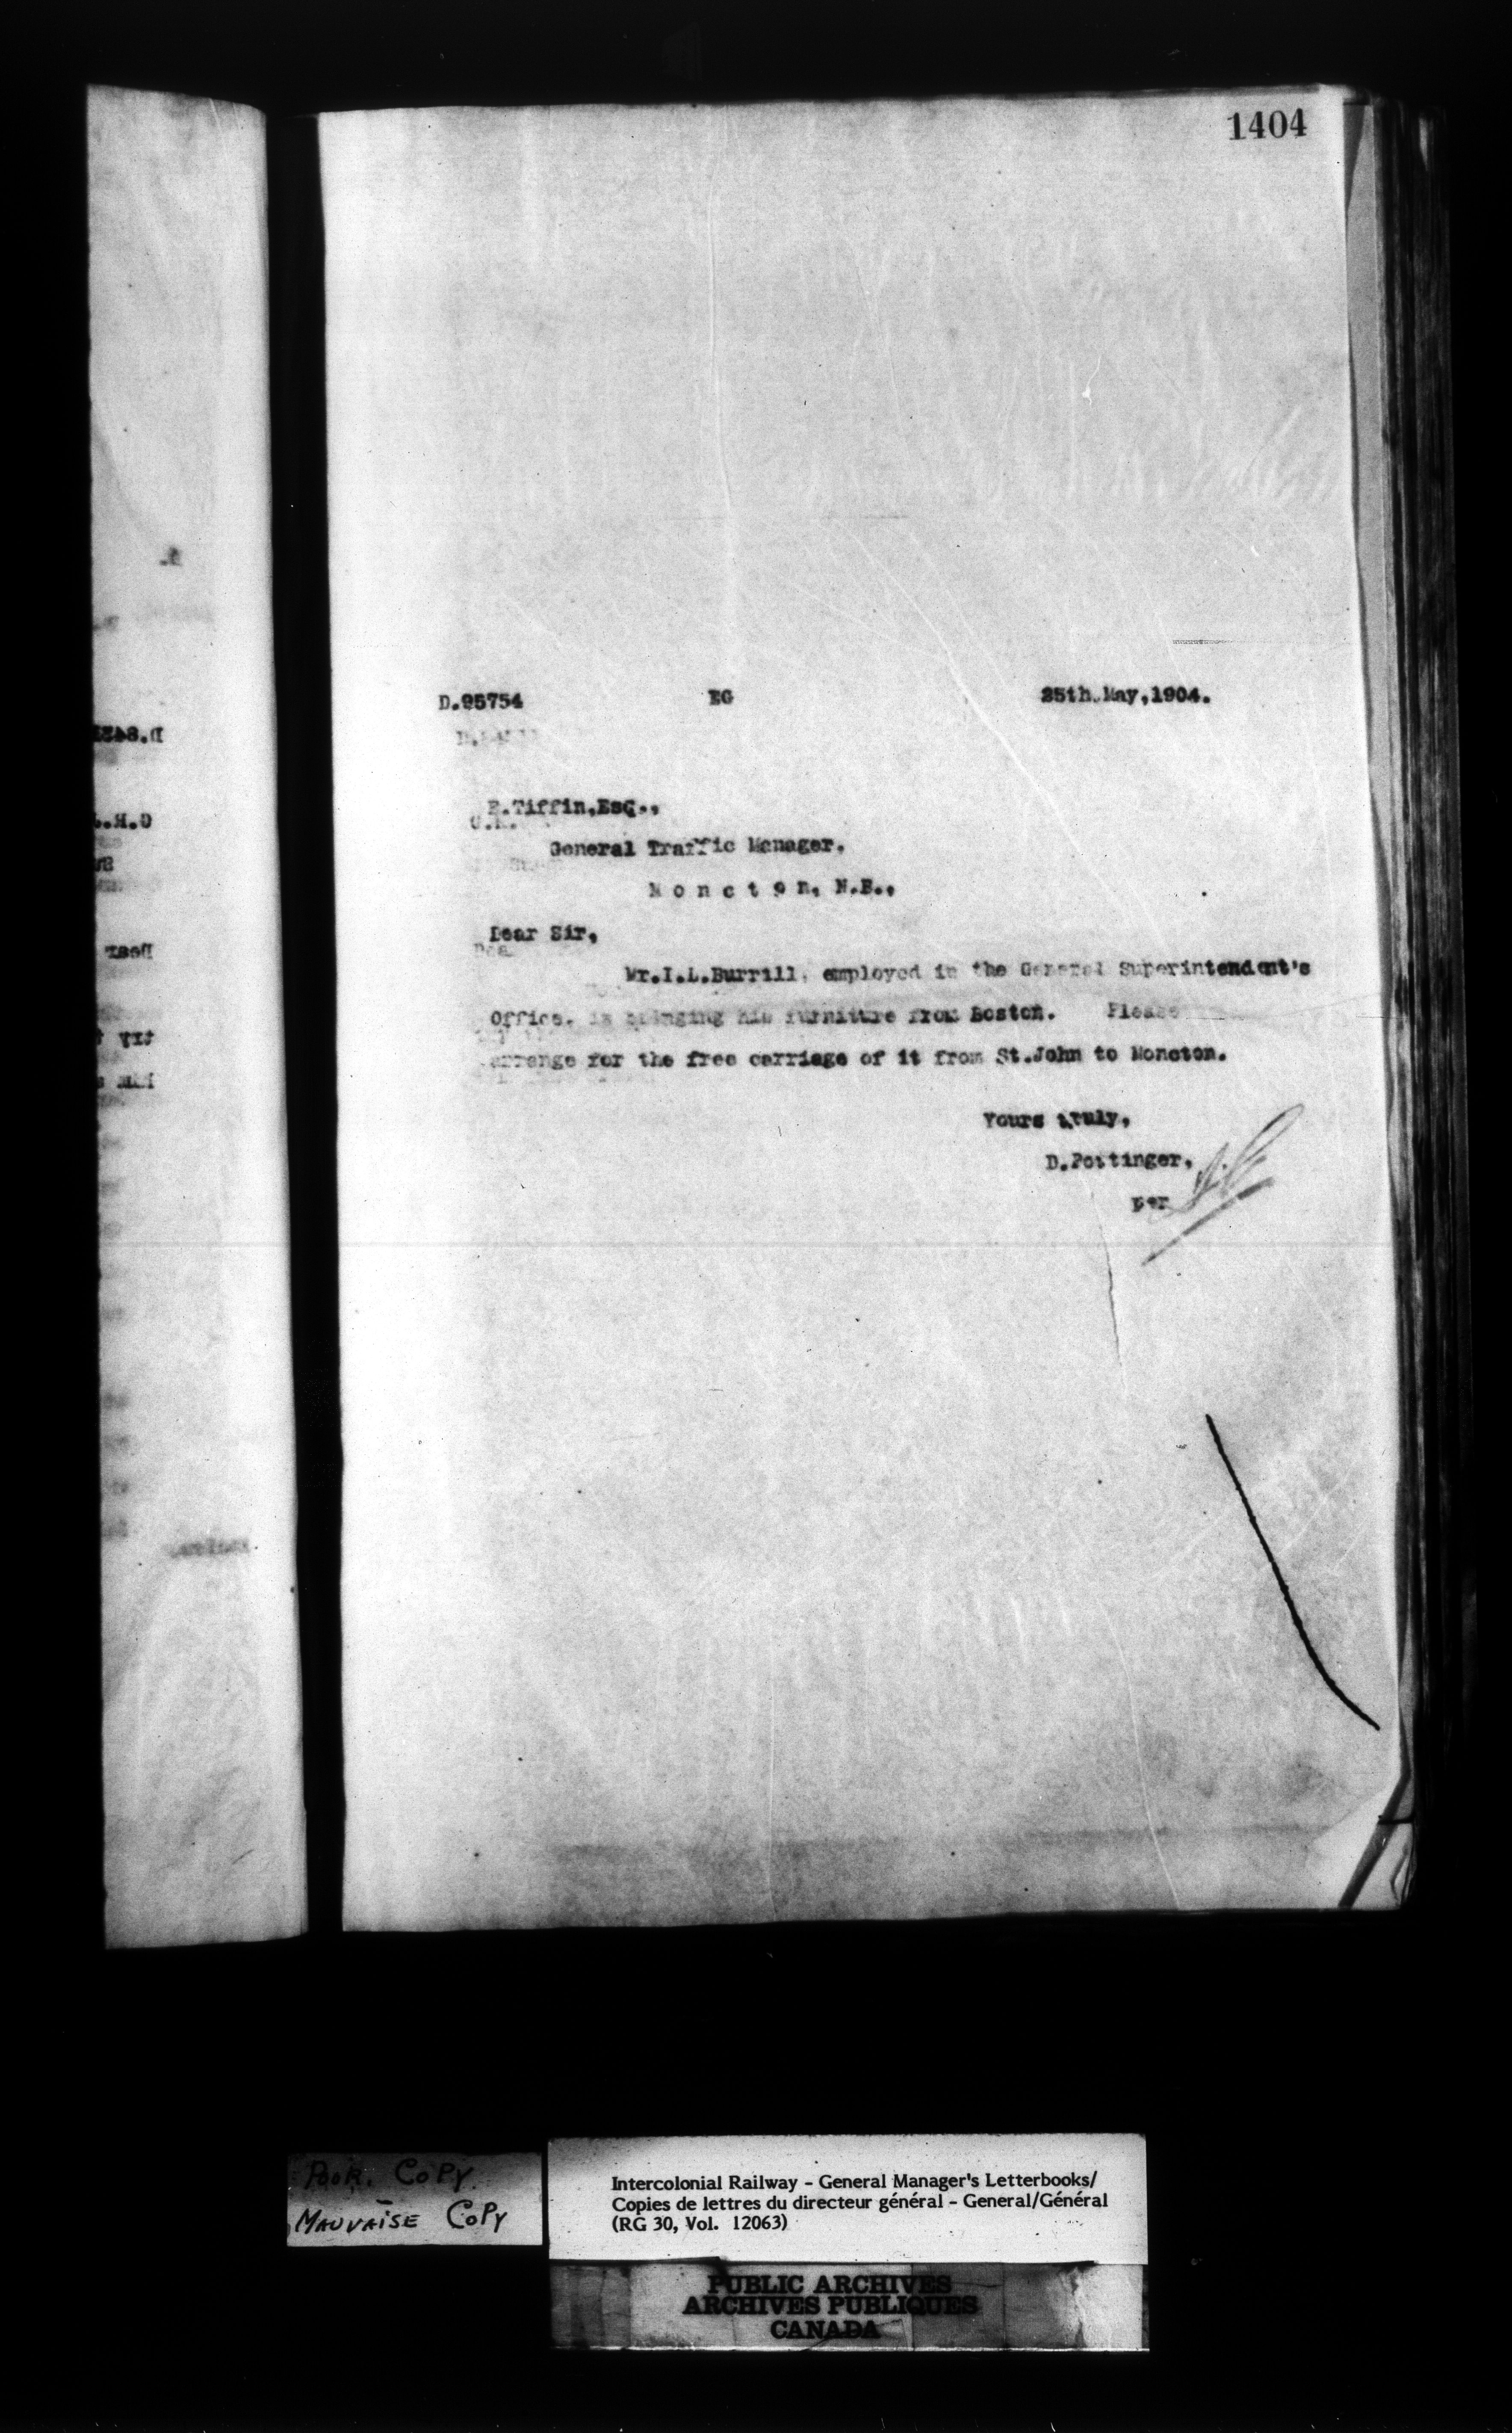 1404
D.95754 EG 25th.May,1904.
E.Tiffin,Esq.,
General Traffic Manager.
M o n c t o n, N.B.,
Dear Sir,
Mr.I.L.Burrill, employed in the General Superintendent's
Office, is bringing his furniture from Boston. Please
arrange for the free carriage of it from St.John to Moncton.
Yours truly,
D.Pottinger,
per
POOR. COPY
MAUVAISE COPY
Intercolonial Railway - General Manager's Letterbooks/
Copies de lettres du directeur général - General/Général
(RG 30, Vol. 12063)
PUBLIC ARCHIVES
ARCHIVES PUBLIQUES
CANADA